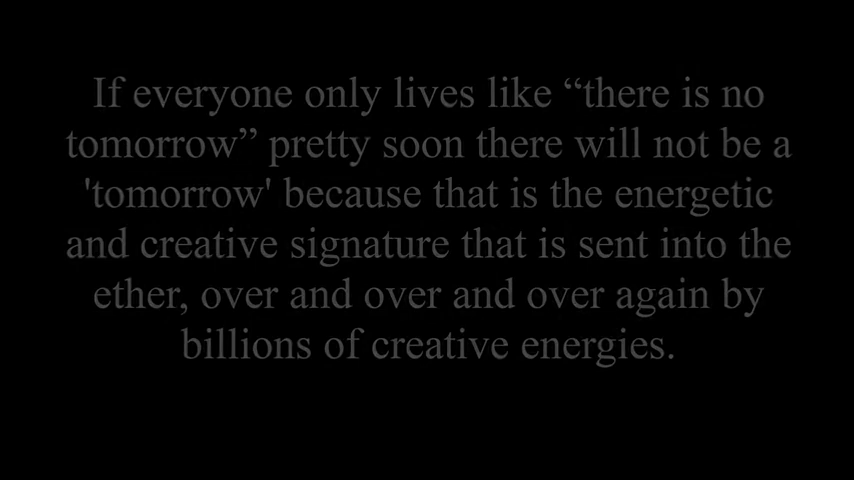 If everyone only lives like “there is no
tomorrow” pretty soon there will not be a
'tomorrow' because that is the energetic
and creative signature that is sent into the
ether, over and over and over again by
billions of creative energies.